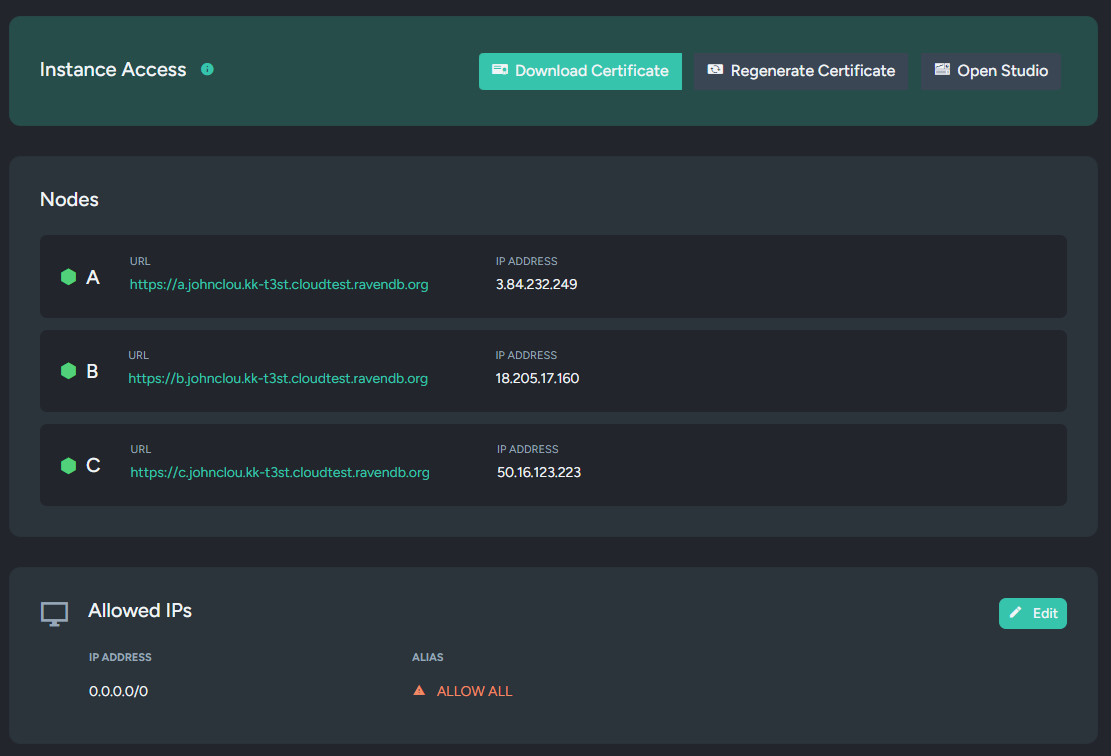 Instance Access
Download Certificate
Regenerate Certificate
Open Studio
Nodes
A
URL
https://a.johnclou.kk-t3st.cloudtest.ravendb.org
IP ADDRESS
3.84.232.249
B
URL
https://b.johnclou.kk-t3st.cloudtest.ravendb.org
IP ADDRESS
18.205.17.160
C
URL
https://c.johnclou.kk-t3st.cloudtest.ravendb.org
IP ADDRESS
50.16.123.223
Allowed IPs
Edit
IP ADDRESS
ALIAS
0.0.0.0/0
ALLOW ALL